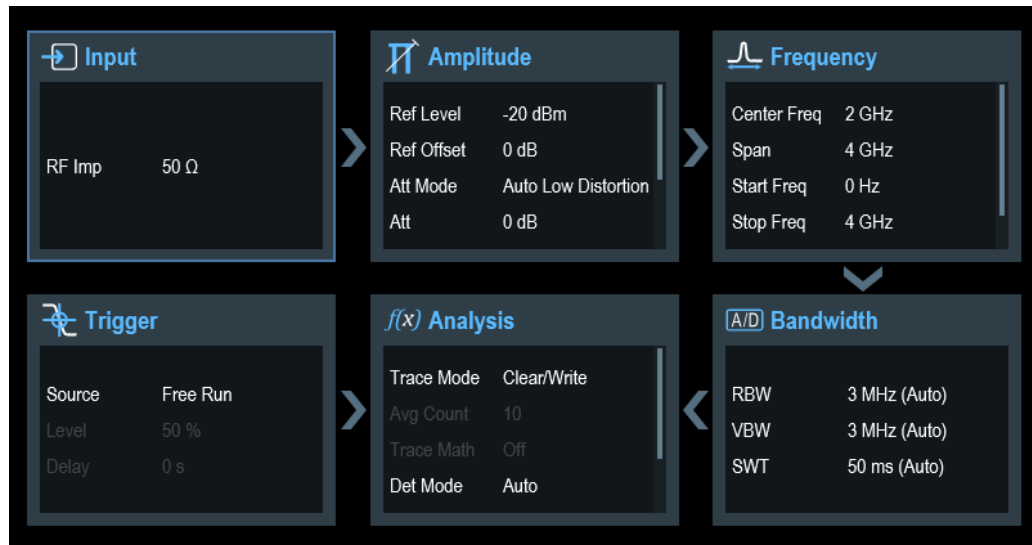 Input
RF Imp 50 Ω
Amplitude
Ref Level -20 dBm
Ref Offset 0 dB
Att Mode Auto Low Distortion
Att 0 dB
Frequency
Center Freq 2 GHz
Span 4 GHz
Start Freq 0 Hz
Stop Freq 4 GHz
Trigger
Source Free Run
Level 50 %
Delay 0 s
f(x) Analysis
Trace Mode Clear/Write
Avg Count 10
Trace Math Off
Det Mode Auto
A/D Bandwidth
RBW 3 MHz (Auto)
VBW 3 MHz (Auto)
SWT 50 ms (Auto)